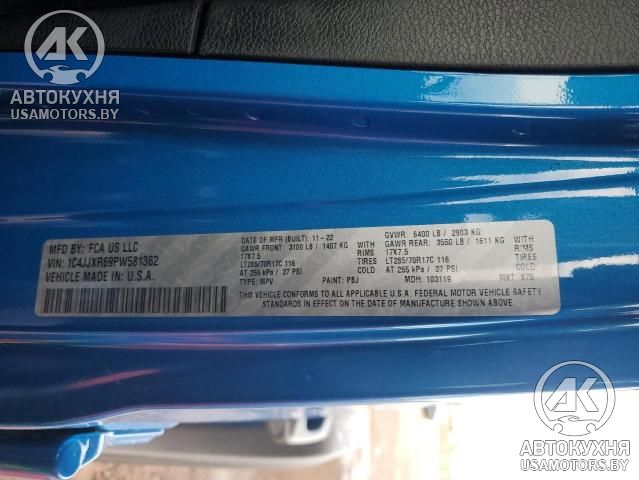 АК
АВТОКУХНЯ
USAMOTORS.BY
MFD BY: FCA US LLC
VIN: 1C4JJXR69PW581362
VEHICLE MADE IN U.S.A.
DATE OF MFR (BUILT): 11-22
GAWR FRONT: 3100 LB / 1407 KG
17X7.5 RIMS
LT285/70R17C 116 TIRES
AT 255 kPa / 37 PSI
TYPE: MPV PAINT: PBJ
GVWR: 6400 LB / 2903 KG
GAWR REAR: 3550 LB / 1611 KG
17X7.5 RIMS
LT285/70R17C 116 TIRES
AT 255 kPa / 37 PSI
MDH: 103119 MKT: B75
THIS VEHICLE CONFORMS TO ALL APPLICABLE U.S.A. FEDERAL MOTOR VEHICLE SAFETY
STANDARDS IN EFFECT ON THE DATE OF MANUFACTURE SHOWN ABOVE.
АК
АВТОКУХНЯ
USAMOTORS.BY